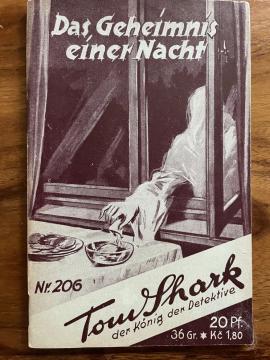 Das Geheimnis
einer Nacht
Nr. 206
Tom Shark
der König der Detektive
20 Pf.
36 Gr. * Kč 1,80